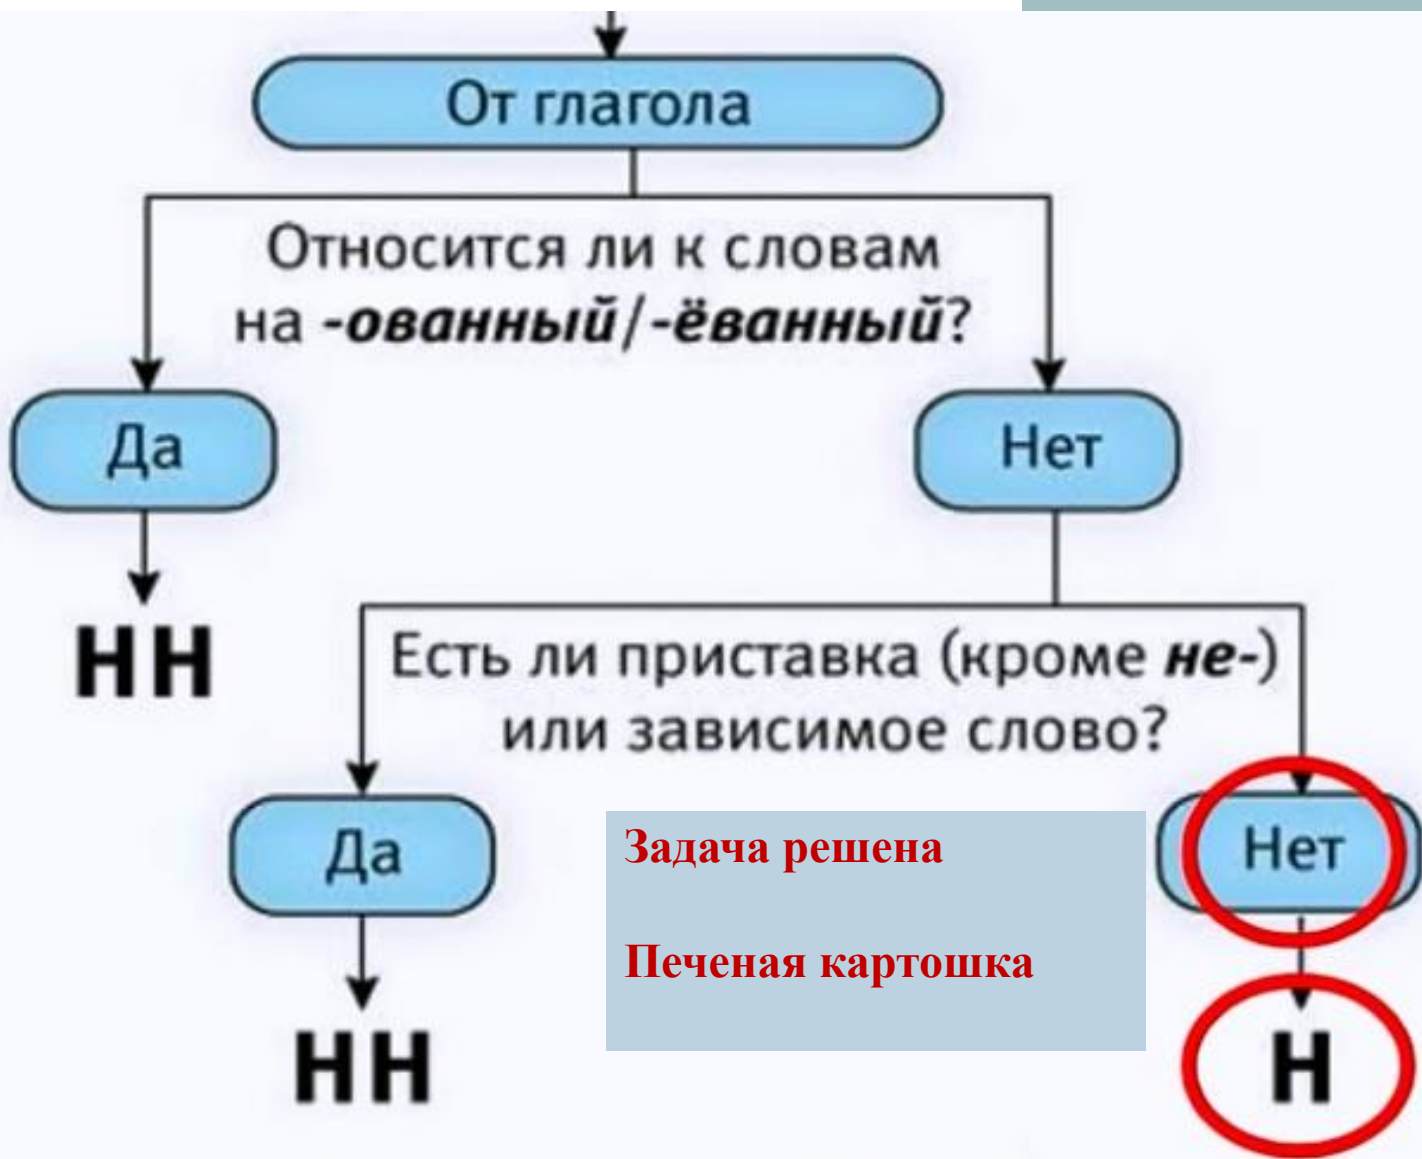 От глагола
Относится ли к словам
на -ованный/-ёванный?
Да
Нет
НН
Есть ли приставка (кроме не-)
или зависимое слово?
Да
Задача решена
Печеная картошка
Нет
НН
Н